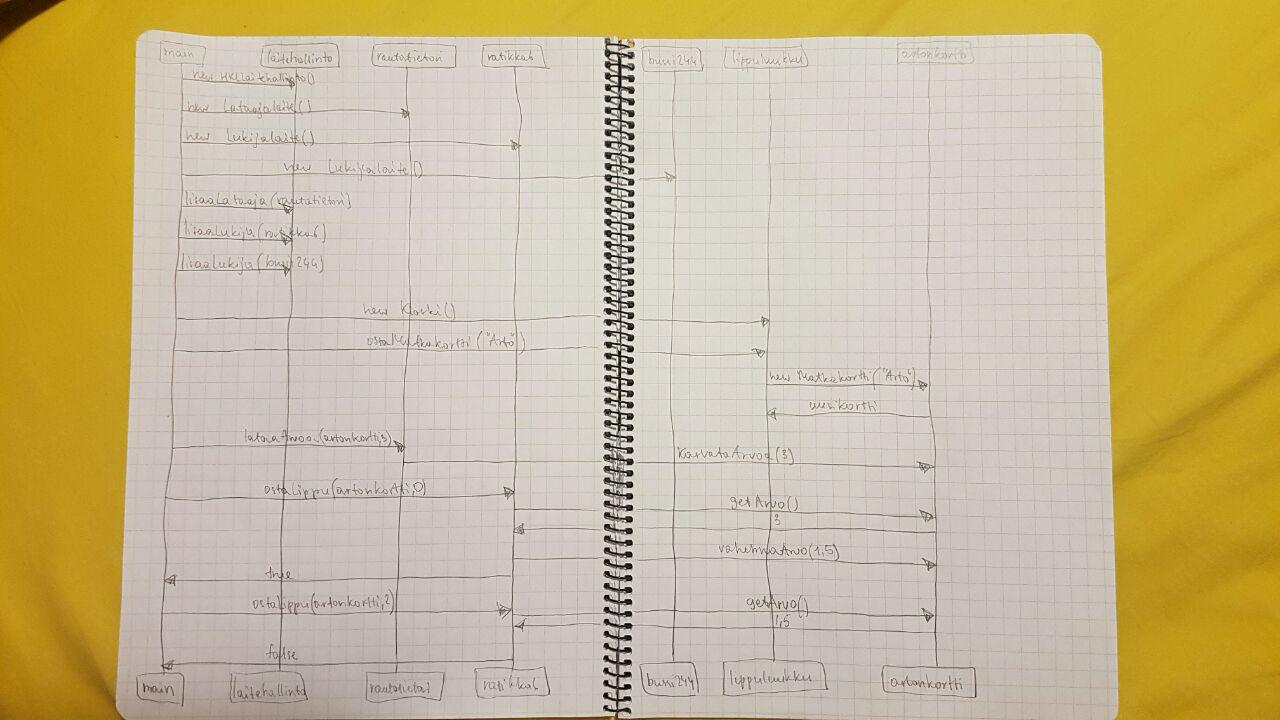 main laitehallinto rautatietori ratikka6 bussi244 lippuluukku artonkortti
new HKLlaitehallinto()
new Lataajalaite()
new Lukijalaite()
new Lukijalaite()
lisaaLataaja(rautatietori)
lisaaLukija(ratikka6)
lisaaLukija(bussi244)
new Kioski()
ostaMatkakortti("Arto")
new Matkakortti("Arto")
uusikortti
lataaArvoa(artonkortti,3)
kasvataArvoa(3)
ostaLippu(artonkortti,0)
getArvo()
3
vahennaArvo(1,5)
true
ostaLippu(artonkortti,2)
getArvo()
1,5
false
main laitehallinto rautatietori ratikka6 bussi244 lippuluukku artonkortti